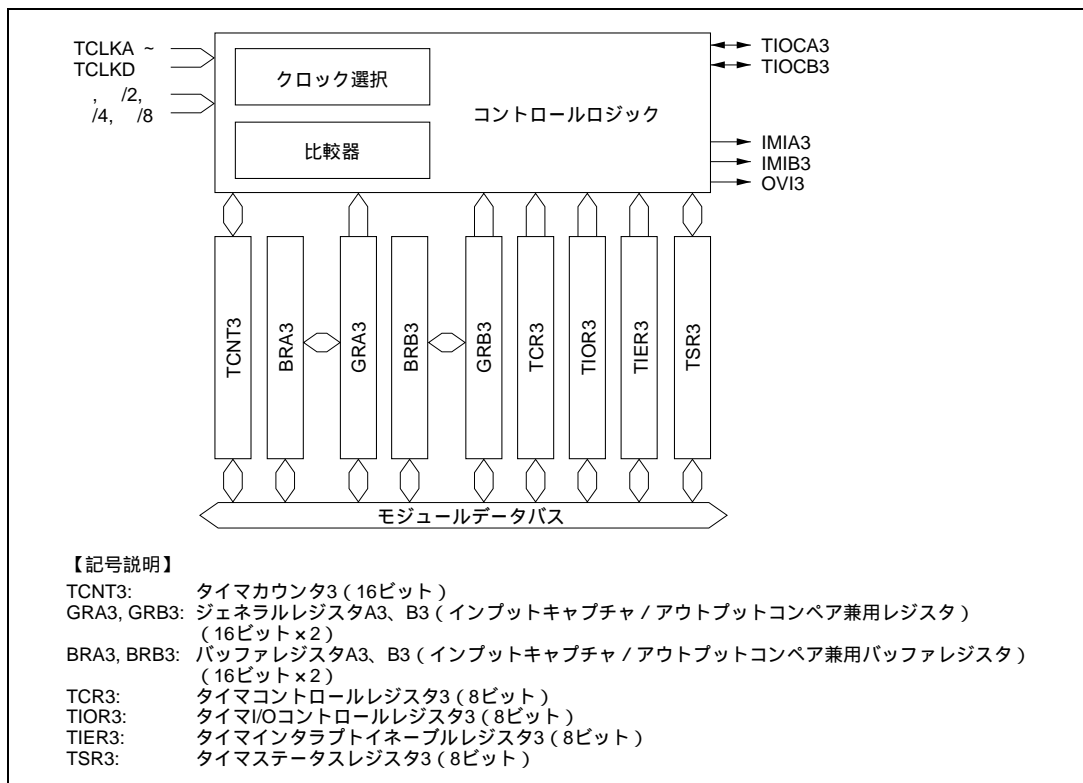 TCLKA ~
TCLKD
, /2,
/4, /8
クロック選択
比較器
コントロールロジック
TIOCA3
TIOCB3
IMIA3
IMIB3
OVI3
TCNT3
BRA3
GRA3
BRB3
GRB3
TCR3
TIOR3
TIER3
TSR3
モジュールデータバス
【記号説明】
TCNT3: タイマカウンタ3（16ビット）
GRA3, GRB3: ジェネラルレジスタA3、B3（インプットキャプチャ / アウトプットコンペア兼用レジスタ）
（16ビット×2）
BRA3, BRB3: バッファレジスタA3、B3（インプットキャプチャ / アウトプットコンペア兼用バッファレジスタ）
（16ビット×2）
TCR3: タイマコントロールレジスタ3（8ビット）
TIOR3: タイマI/Oコントロールレジスタ3（8ビット）
TIER3: タイマインタラプトイネーブルレジスタ3（8ビット）
TSR3: タイマステータスレジスタ3（8ビット）